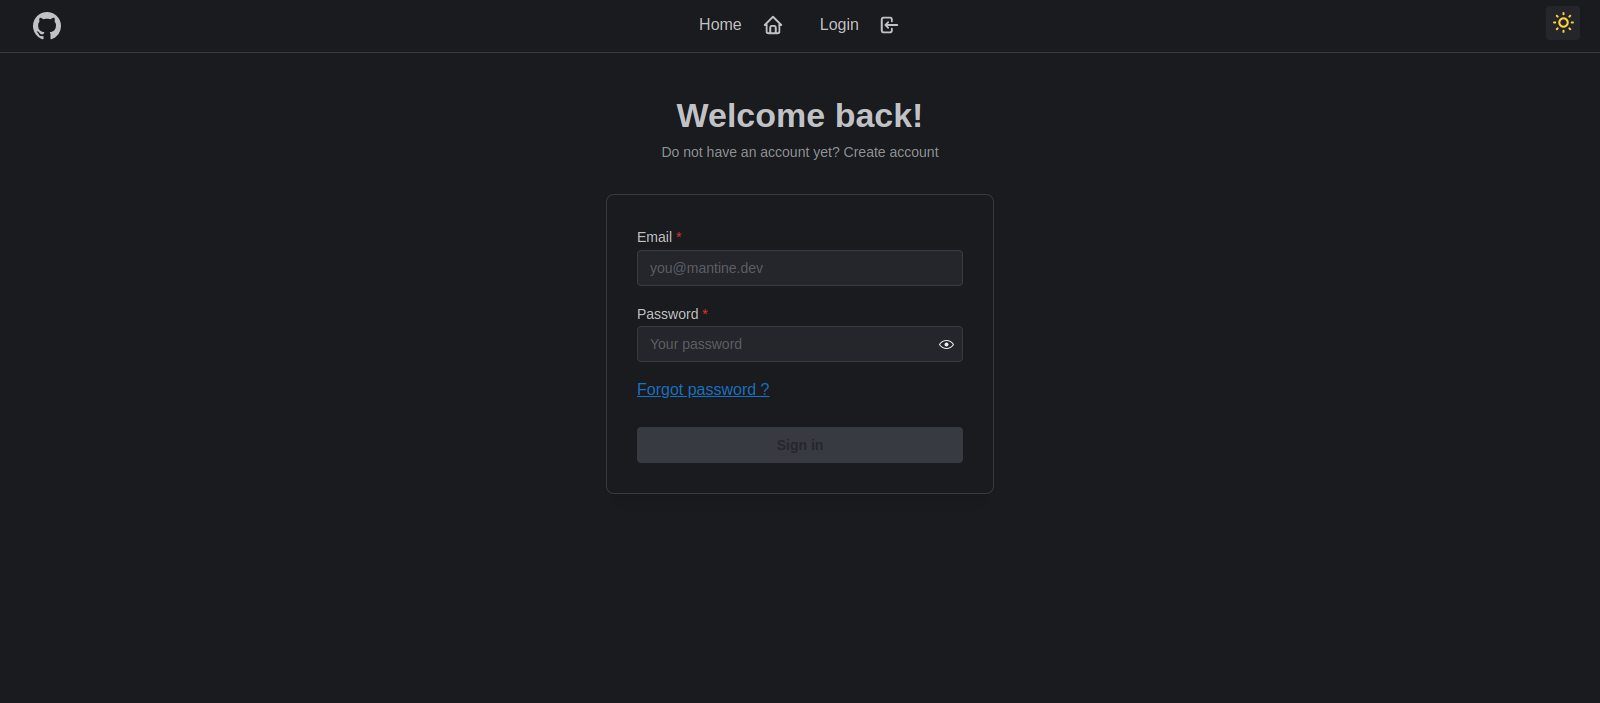 Home Login
Welcome back!
Do not have an account yet? Create account
Email *
you@mantine.dev
Password *
Your password
Forgot password ?
Sign in